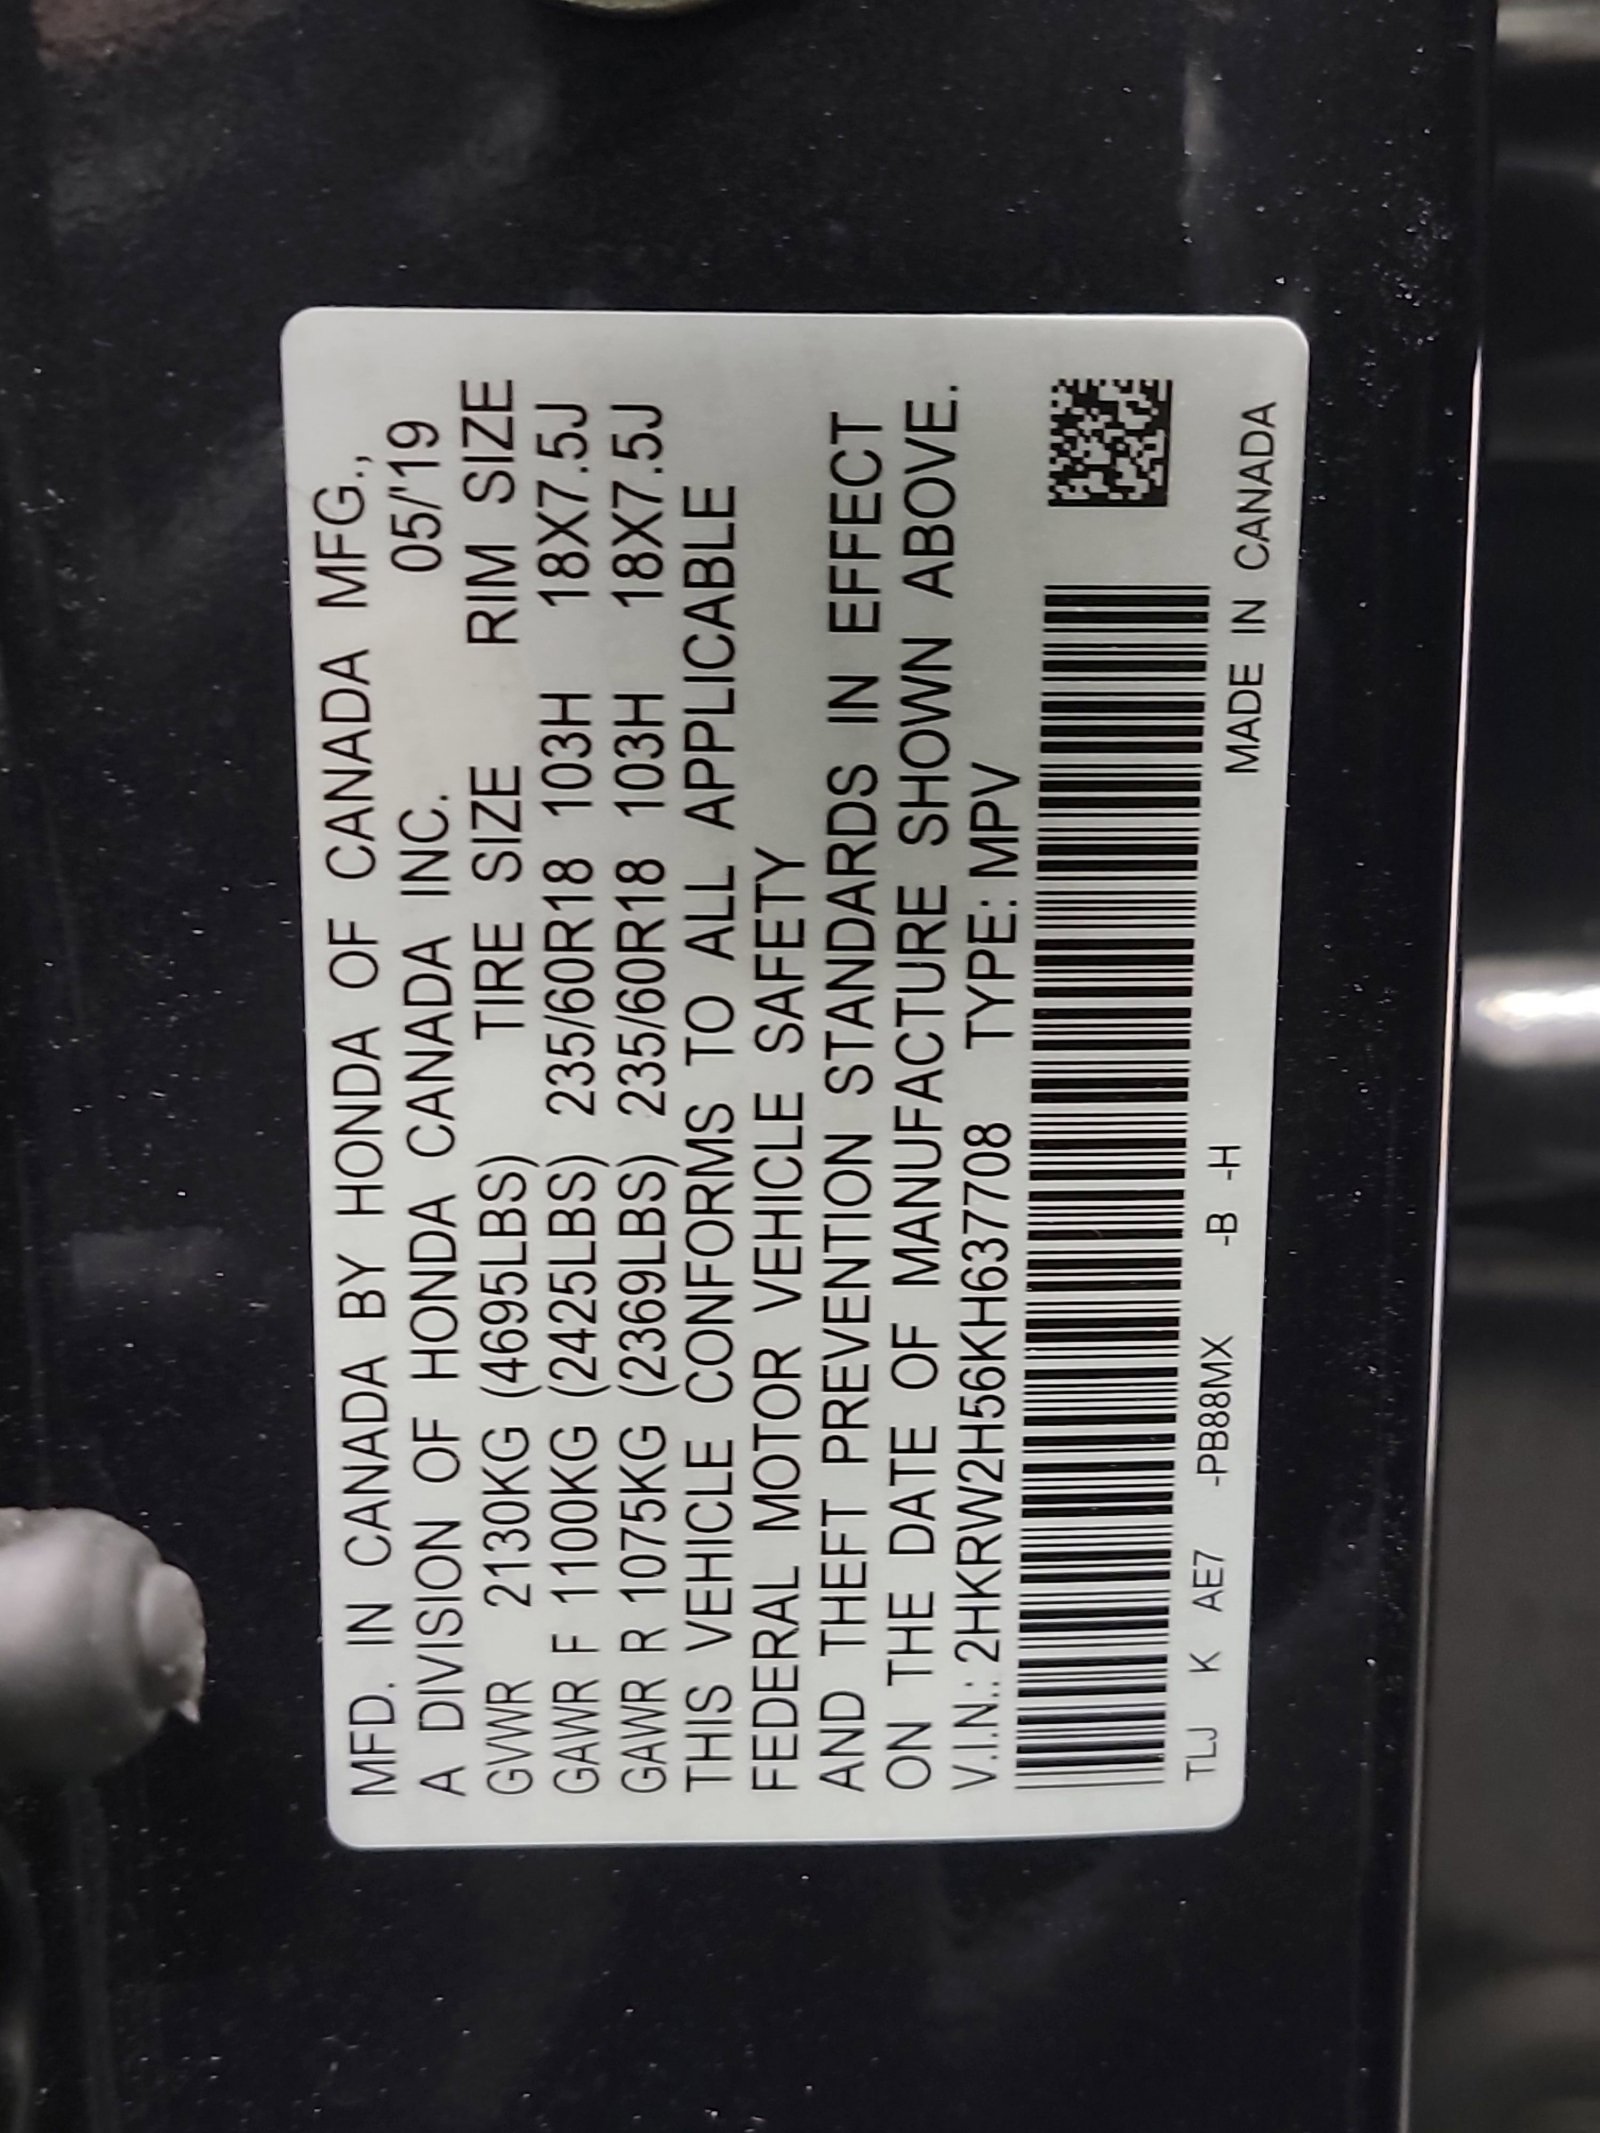 MFD. IN CANADA BY HONDA OF CANADA MFG.,
A DIVISION OF HONDA CANADA INC. 05/'19
GVWR 2130KG (4695LBS) TIRE SIZE RIM SIZE
GAWR F 1100KG (2425LBS) 235/60R18 103H 18X7.5J
GAWR R 1075KG (2369LBS) 235/60R18 103H 18X7.5J
THIS VEHICLE CONFORMS TO ALL APPLICABLE
FEDERAL MOTOR VEHICLE SAFETY
AND THEFT PREVENTION STANDARDS IN EFFECT
ON THE DATE OF MANUFACTURE SHOWN ABOVE.
V.I.N.: 2HKRW2H56KH637708 TYPE: MPV
TLJ K AE7 -PB88MX -B -H MADE IN CANADA